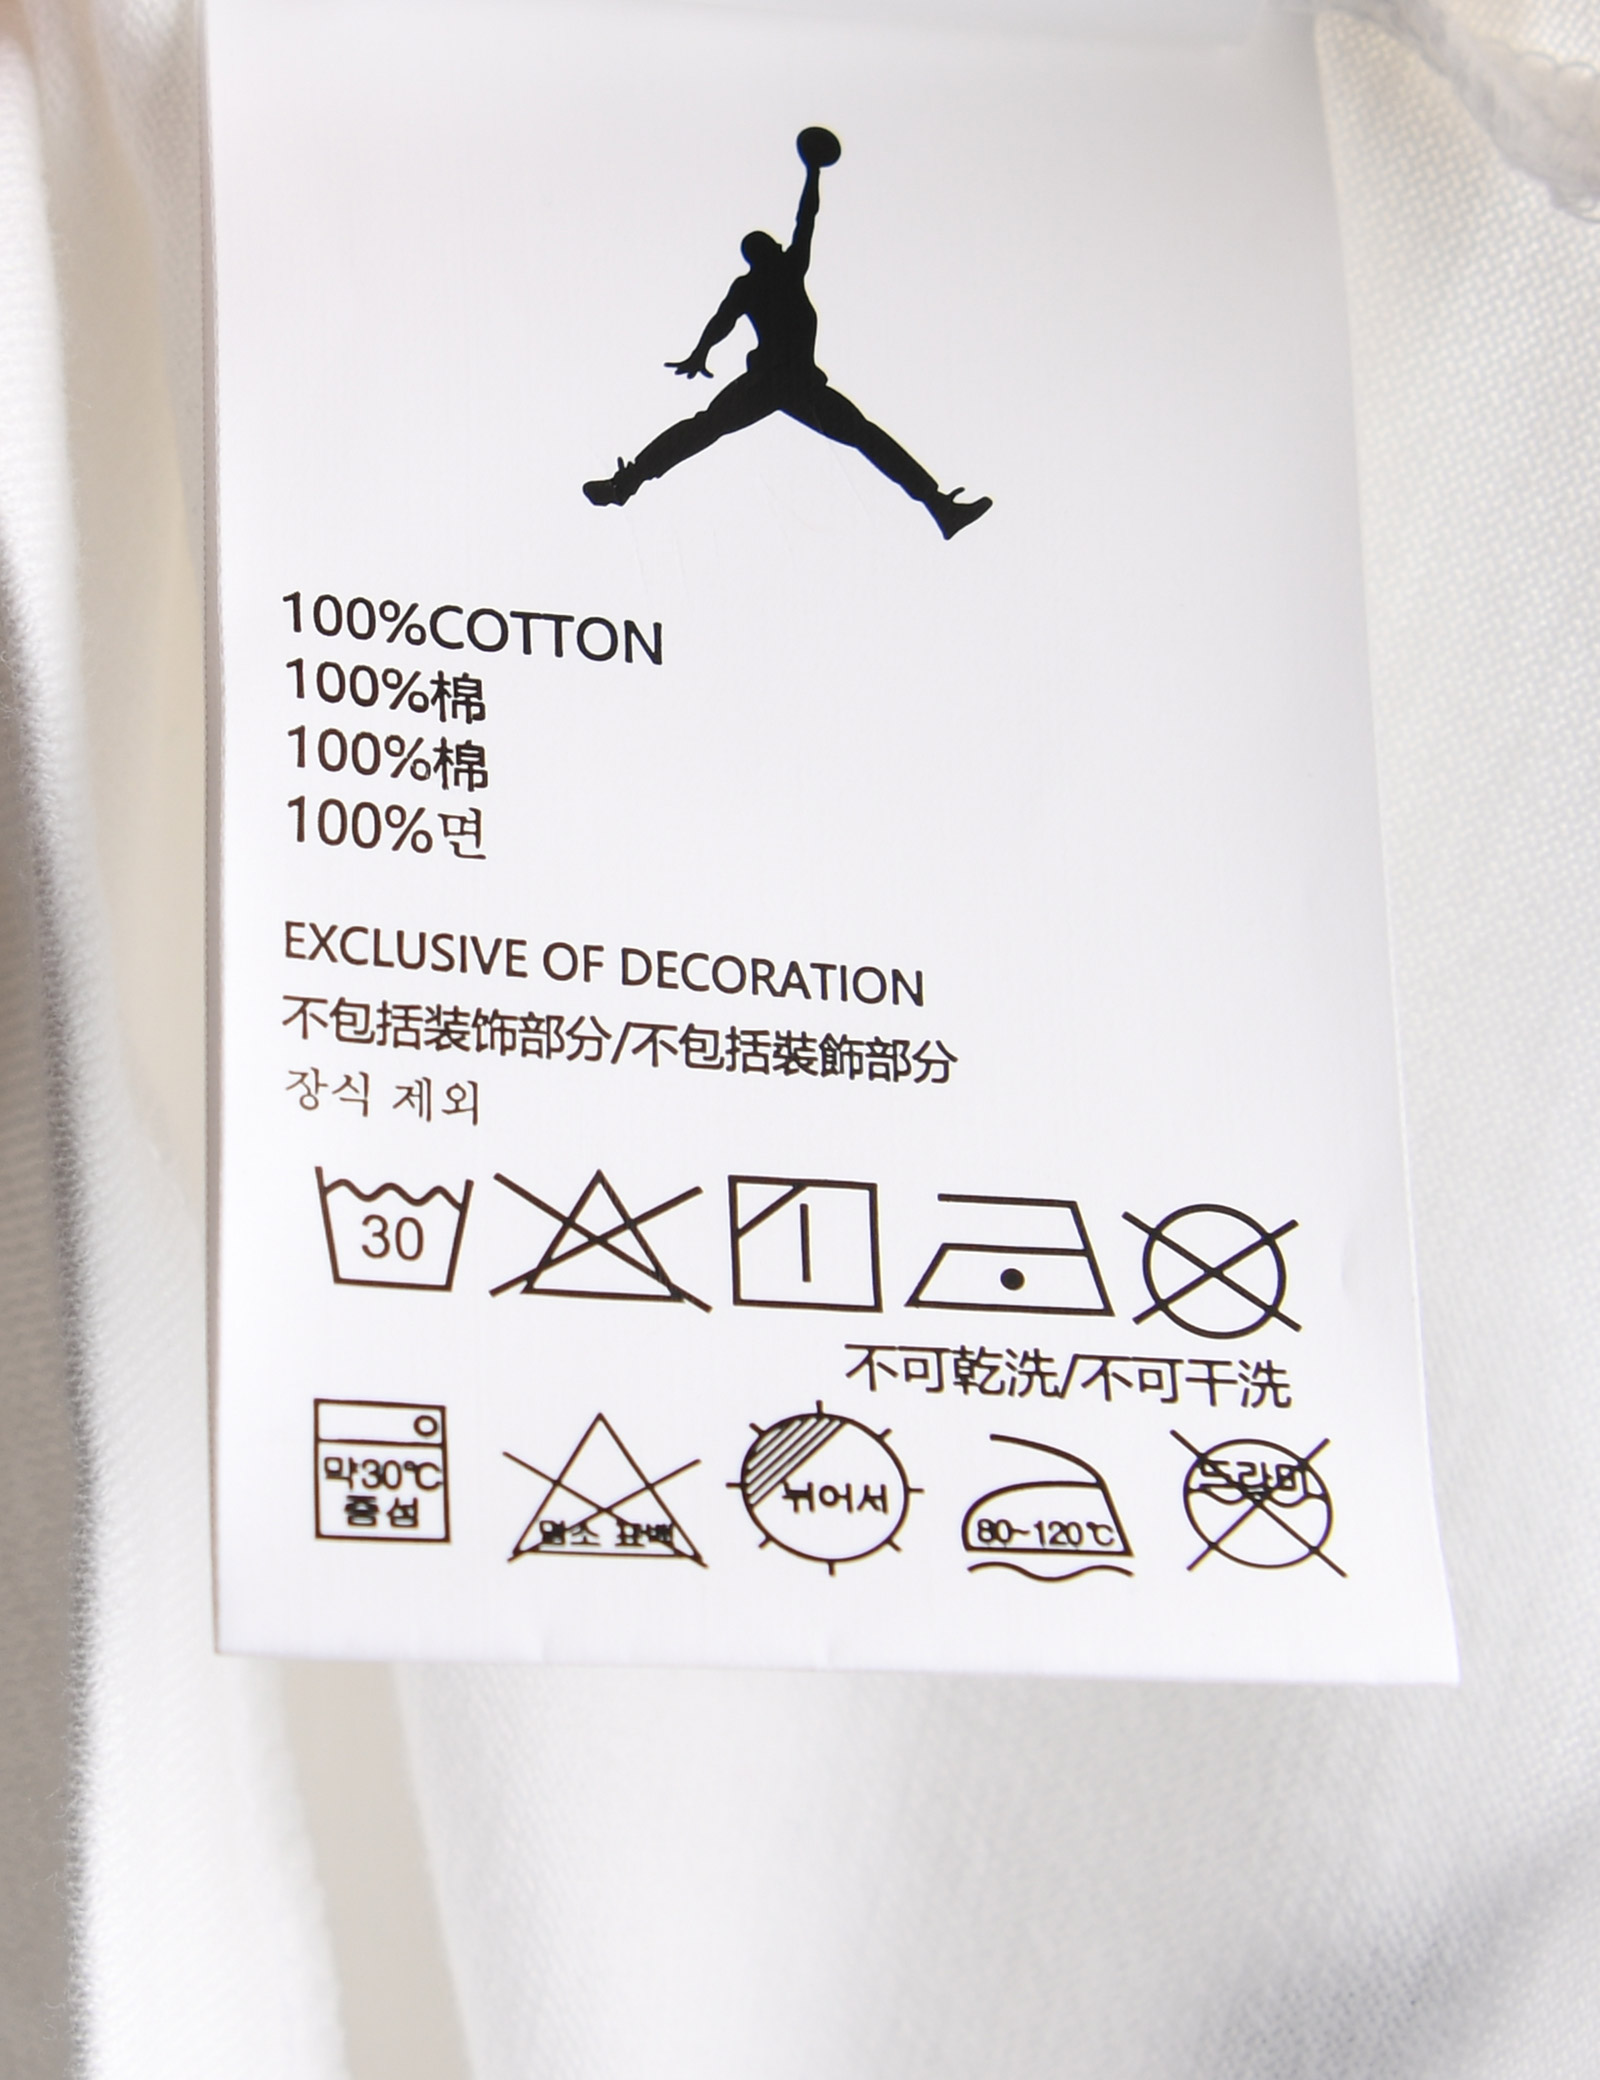 100%COTTON
100%棉
100%棉
100%면
EXCLUSIVE OF DECORATION
不包括装饰部分/不包括裝飾部分
장식 제외
30
不可乾洗/不可干洗
약30℃
중성
염소 표백
뉘어서
80~120℃
드라이